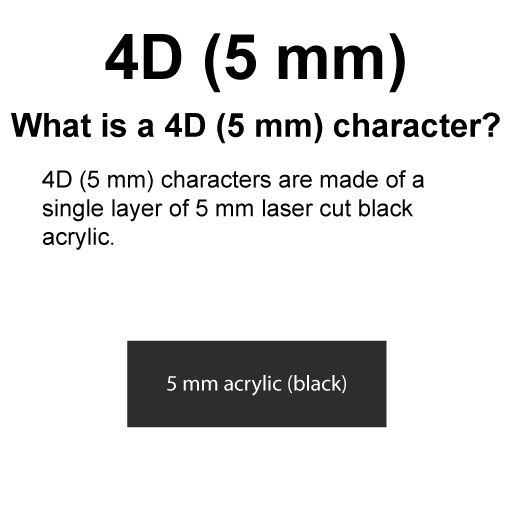 4D (5 mm)
What is a 4D (5 mm) character?
4D (5 mm) characters are made of a
single layer of 5 mm laser cut black
acrylic.
5 mm acrylic (black)